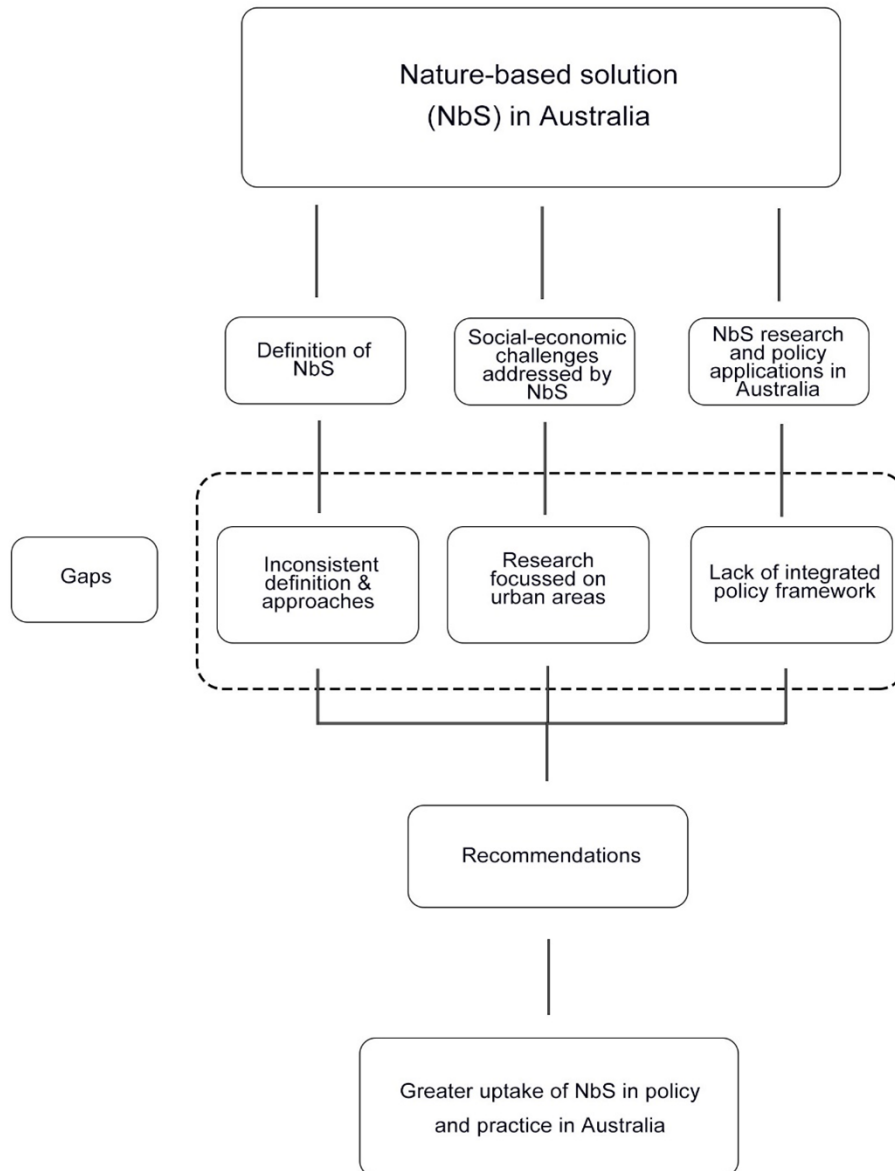 Nature-based solution
(NbS) in Australia
Definition of
NbS
Social-economic
challenges
addressed by
NbS
NbS research
and policy
applications in
Australia
Gaps
Inconsistent
definition &
approaches
Research
focussed on
urban areas
Lack of integrated
policy framework
Recommendations
Greater uptake of NbS in policy
and practice in Australia